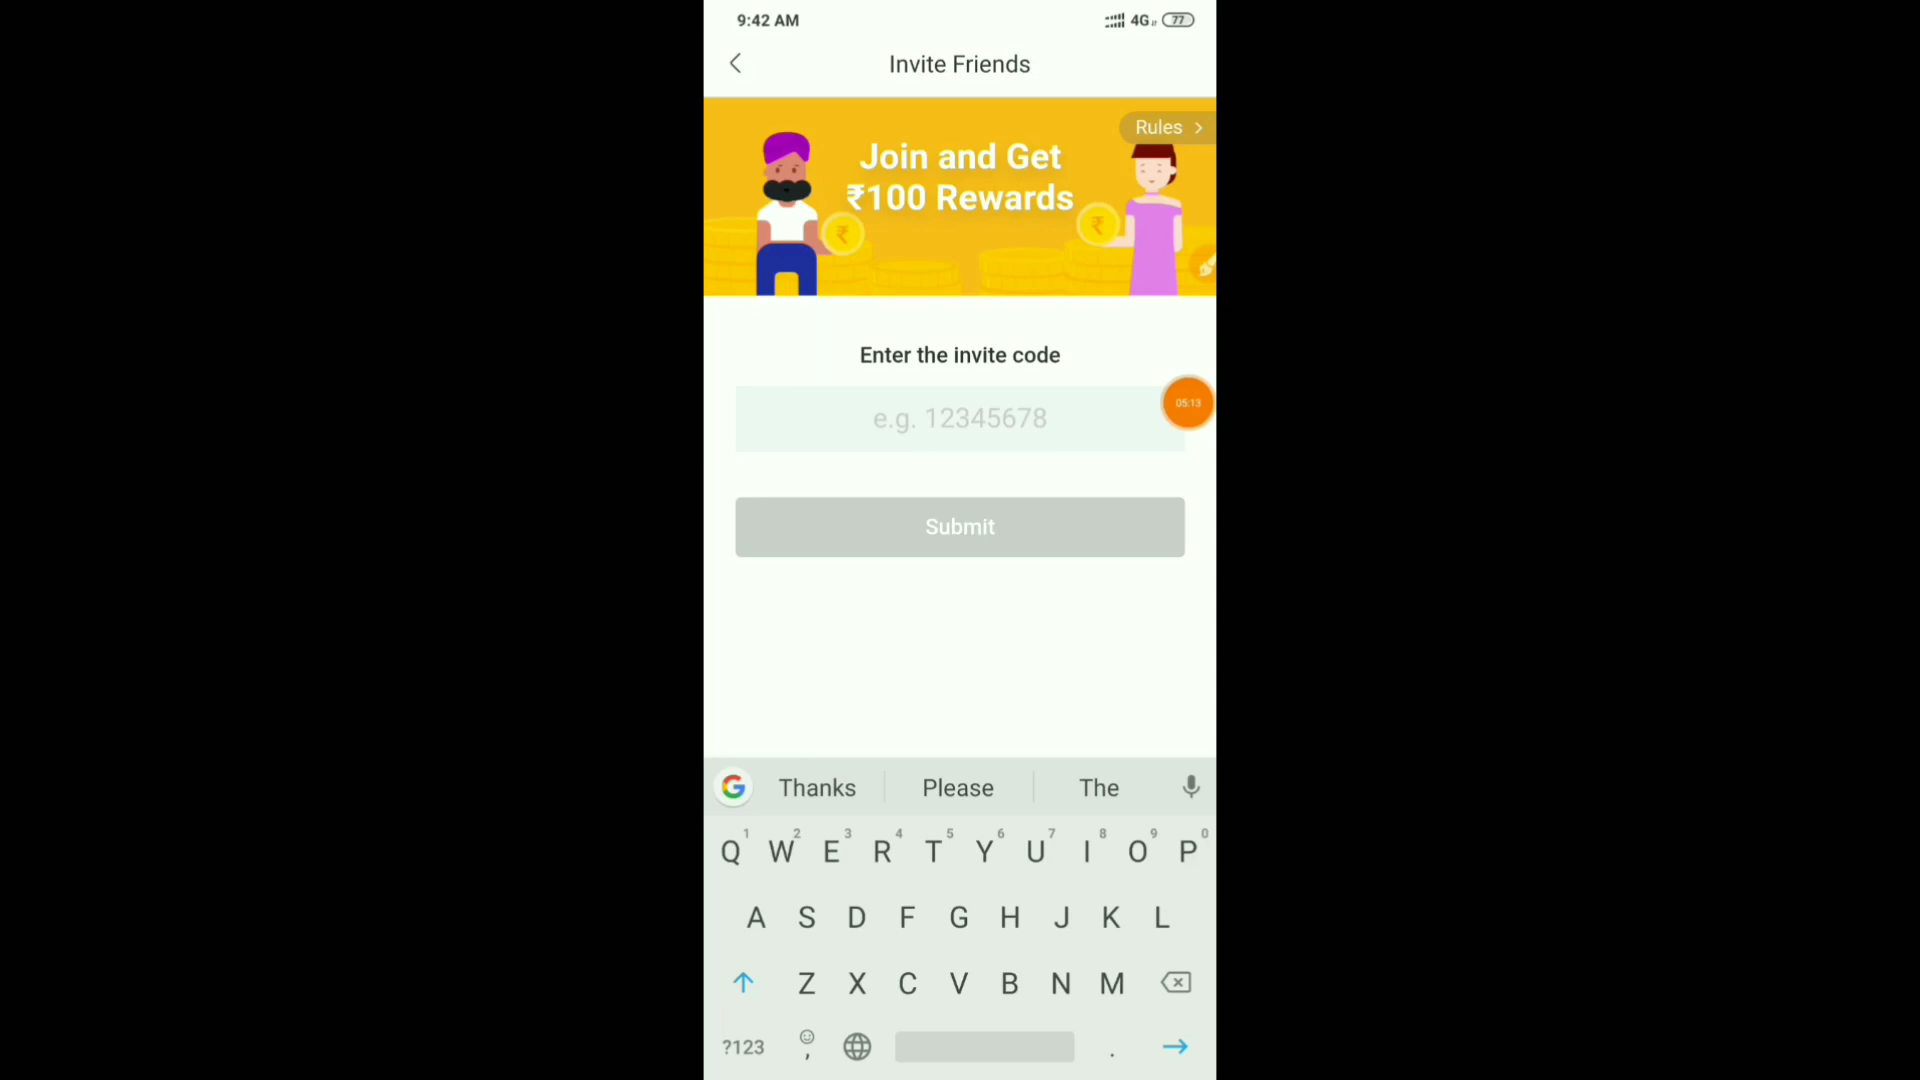 9:42 AM 4G 77
Invite Friends
Rules >
Join and Get
₹100 Rewards
₹ ₹
Enter the invite code
e.g. 12345678
05:13
Submit
G Thanks Please The
1 2 3 4 5 6 7 8 9 0
Q W E R T Y U I O P
A S D F G H J K L
Z X C V B N M
?123 , .